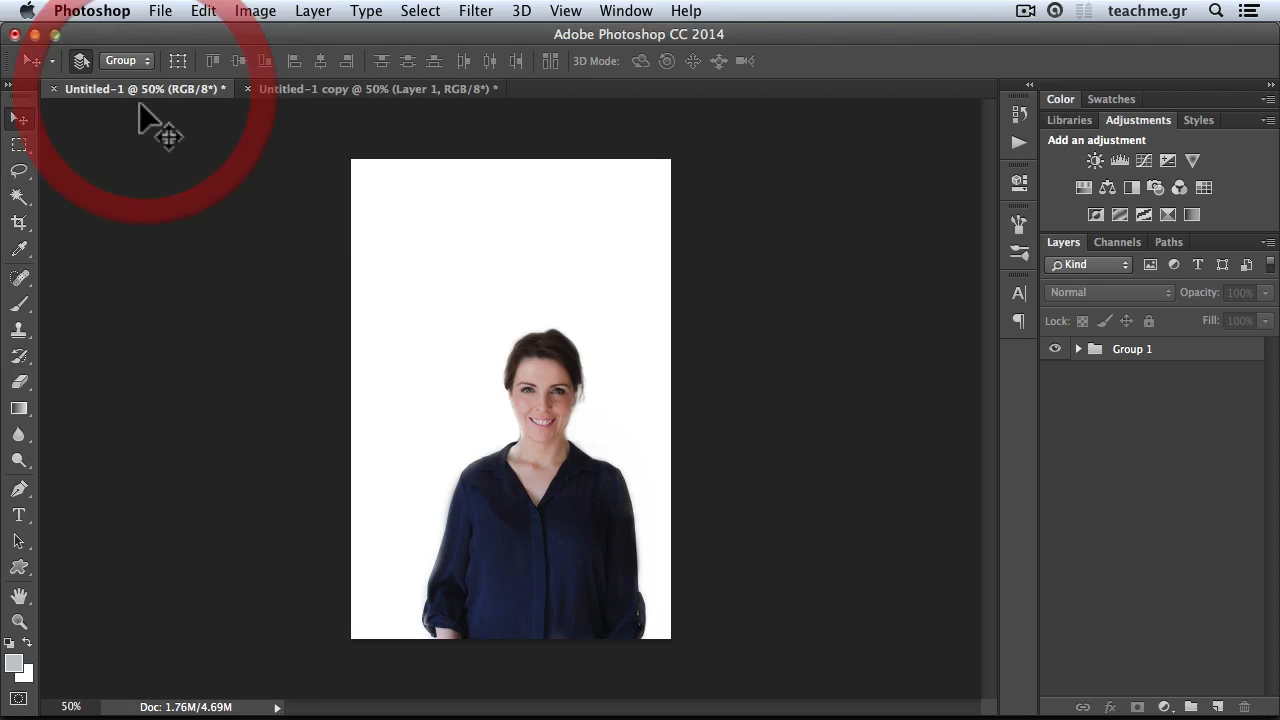 Photoshop File Edit Image Layer Type Select Filter 3D View Window Help teachme.gr
Adobe Photoshop CC 2014
Group 3D Mode:
Untitled-1 @ 50% (RGB/8*) * Untitled-1 copy @ 50% (Layer 1, RGB/8*) *
Color Swatches
Libraries Adjustments Styles
Add an adjustment
Layers Channels Paths
Kind
Normal Opacity: 100%
Lock: Fill: 100%
Group 1
50% Doc: 1.76M/4.69M